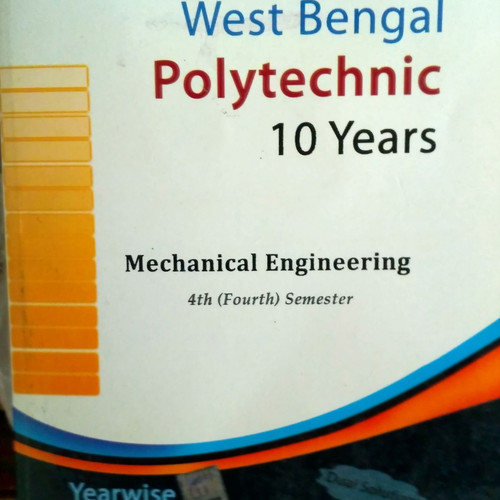 West Bengal
Polytechnic
10 Years
Mechanical Engineering
4th (Fourth) Semester
Yearwise